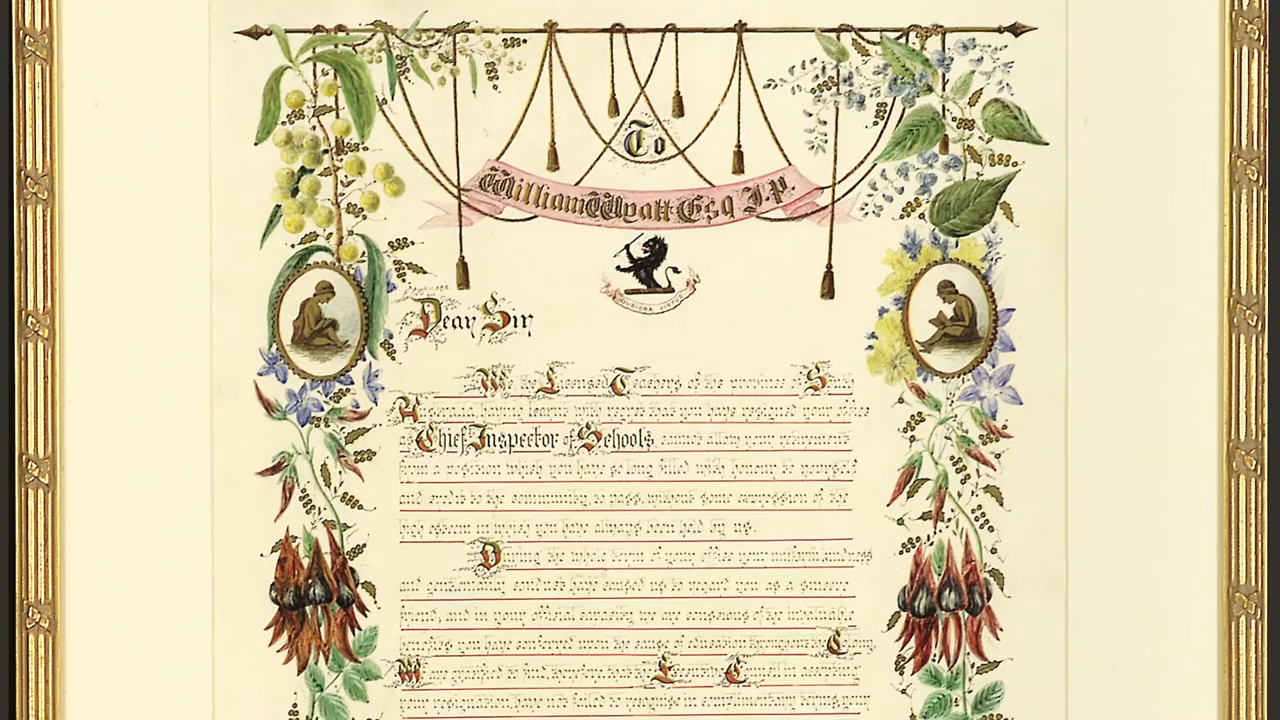 To
William Wyatt Esq J.P.
DURIORA VIRTUS
Dear Sir
We the Licensed Teachers of the province of South
Australia having learnt with regret that you have resigned your office
as Chief Inspector of Schools cannot allow your retirement
from a position which you have so long filled with honour to yourself
and credit to the community, to pass, without some expression of the
high esteem in which you have always been held by us.
During the whole term of your office your uniform kindness
and gentlemanly conduct have caused us to regard you as a sincere
friend, and in your official capacity we are conscious of the valuable
benefits you have conferred upon the cause of education throughout the Colony
We are gratified to find, therefore, that the E C in accepting
your resignation, have not failed to recognise in complimentary terms, your